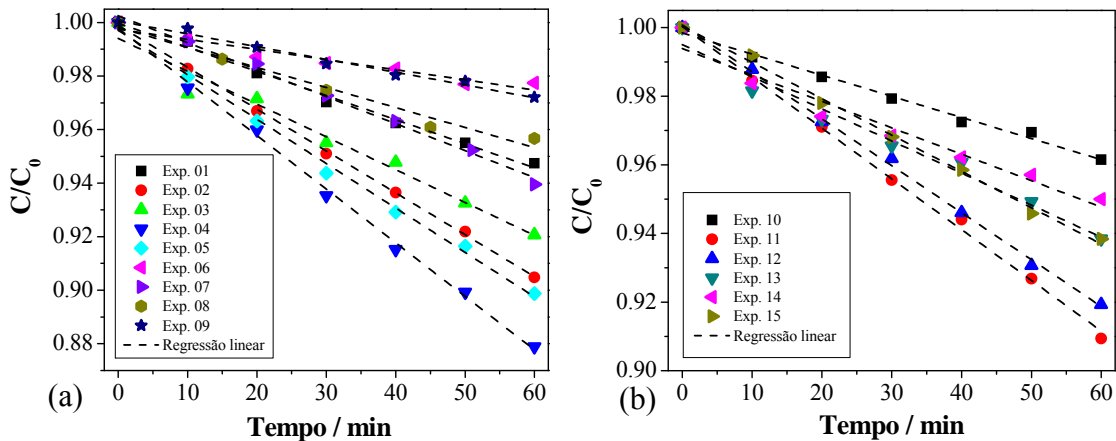 C/C0
1.00
0.98
0.96
0.94
0.92
0.90
0.88
Exp. 01
Exp. 02
Exp. 03
Exp. 04
Exp. 05
Exp. 06
Exp. 07
Exp. 08
Exp. 09
Regressão linear
0 10 20 30 40 50 60
(a)
Tempo / min
C/C0
1.00
0.98
0.96
0.94
0.92
0.90
Exp. 10
Exp. 11
Exp. 12
Exp. 13
Exp. 14
Exp. 15
Regressão linear
0 10 20 30 40 50 60
(b)
Tempo / min